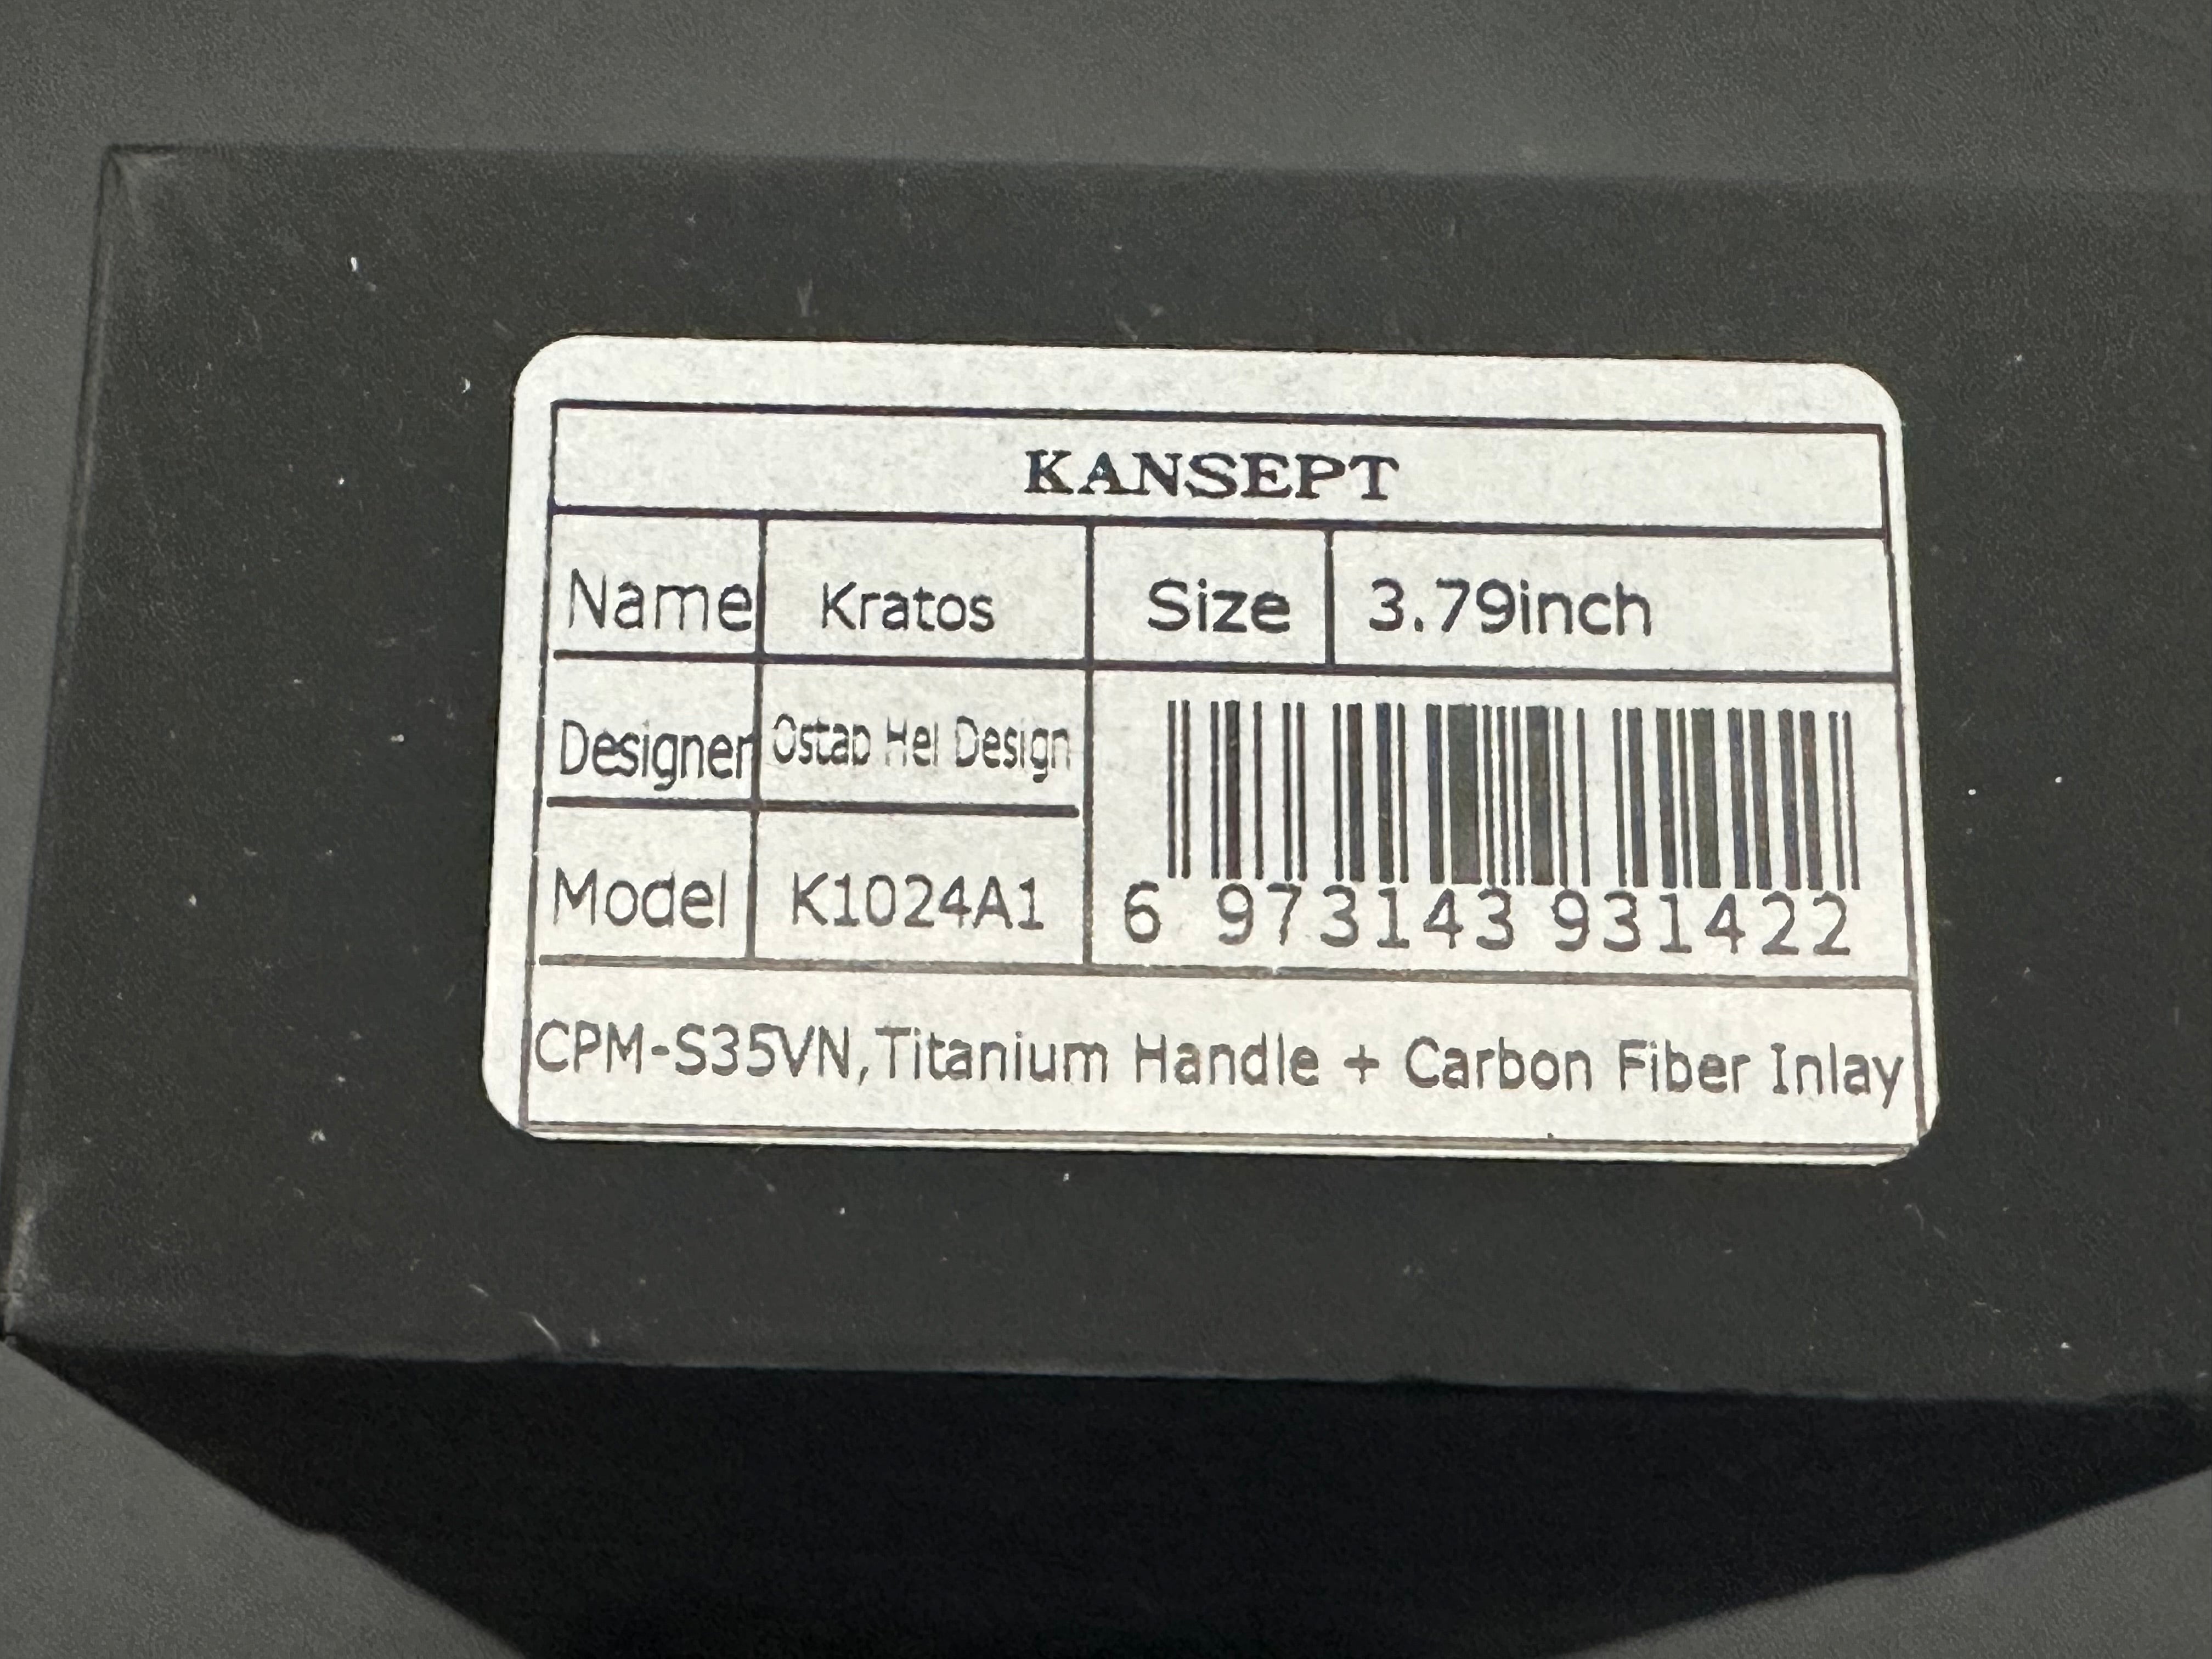 KANSEPT
Name Kratos Size 3.79inch
Designer Ostap Hel Design
Model K1024A1
6 973143 931422
CPM-S35VN,Titanium Handle + Carbon Fiber Inlay